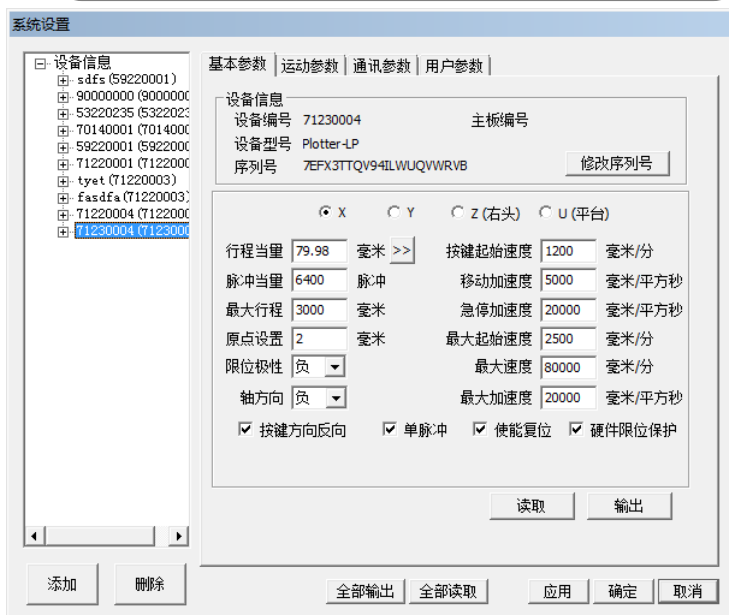 系统设置
设备信息
sdfs (59220001)
90000000 (9000000
53220235 (5322023
70140001 (7014000
59220001 (5922000
71220001 (7122000
tyet (71220003)
fasdfa (71220003)
71220004 (7122000
71230004 (7123000
添加 删除
基本参数 运动参数 通讯参数 用户参数
设备信息
设备编号 71230004 主板编号
设备型号 Plotter-LP
序列号 7EFX3TTQV94ILWUQVWRVB 修改序列号
X Y Z (右头) U (平台)
行程当量 79.98 毫米 >> 按键起始速度 1200 毫米/分
脉冲当量 6400 脉冲 移动加速度 5000 毫米/平方秒
最大行程 3000 毫米 急停加速度 20000 毫米/平方秒
原点设置 2 毫米 最大起始速度 2500 毫米/分
限位极性 负 最大速度 80000 毫米/分
轴方向 负 最大加速度 20000 毫米/平方秒
按键方向反向 单脉冲 使能复位 硬件限位保护
读取 输出
全部输出 全部读取 应用 确定 取消